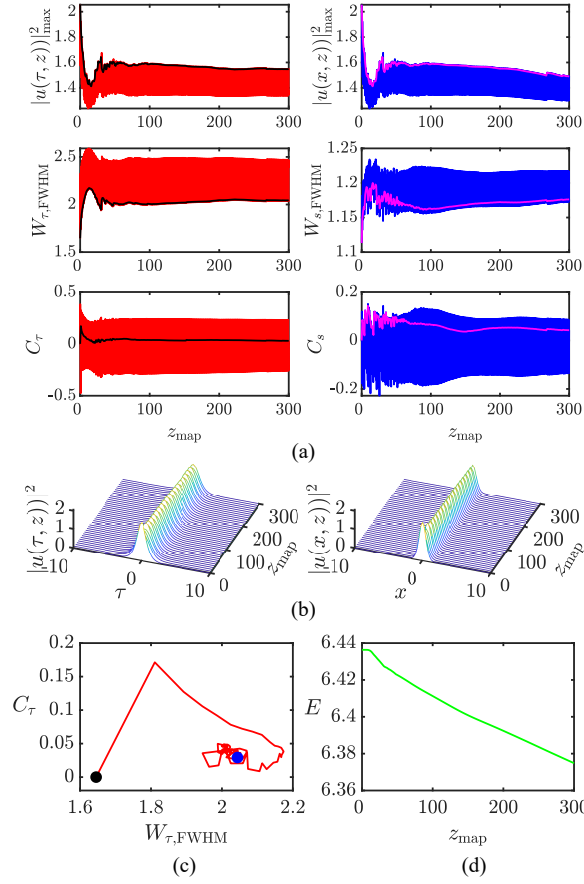 2
1.8
1.6
1.4
|u(τ, z))|²max
0 100 200 300
2
1.8
1.6
1.4
|u(x, z))|²max
0 100 200 300
2.5
2
1.5
Wτ,FWHM
0 100 200 300
1.25
1.2
1.15
1.1
Ws,FWHM
0 100 200 300
0.5
0
-0.5
Cτ
0 100 200 300
zmap
0.2
0
-0.2
Cs
0 100 200 300
zmap
(a)
|u(τ, z))|²
2
1
0
-10 0 10
τ
0 100 200 300
zmap
|u(x, z))|²
2
1
0
-10 0 10
x
0 100 200 300
zmap
(b)
0.2
0.15
0.1
0.05
0
Cτ
1.6 1.8 2 2.2
Wτ,FWHM
(c)
6.44
6.42
6.4
6.38
6.36
E
0 100 200 300
zmap
(d)